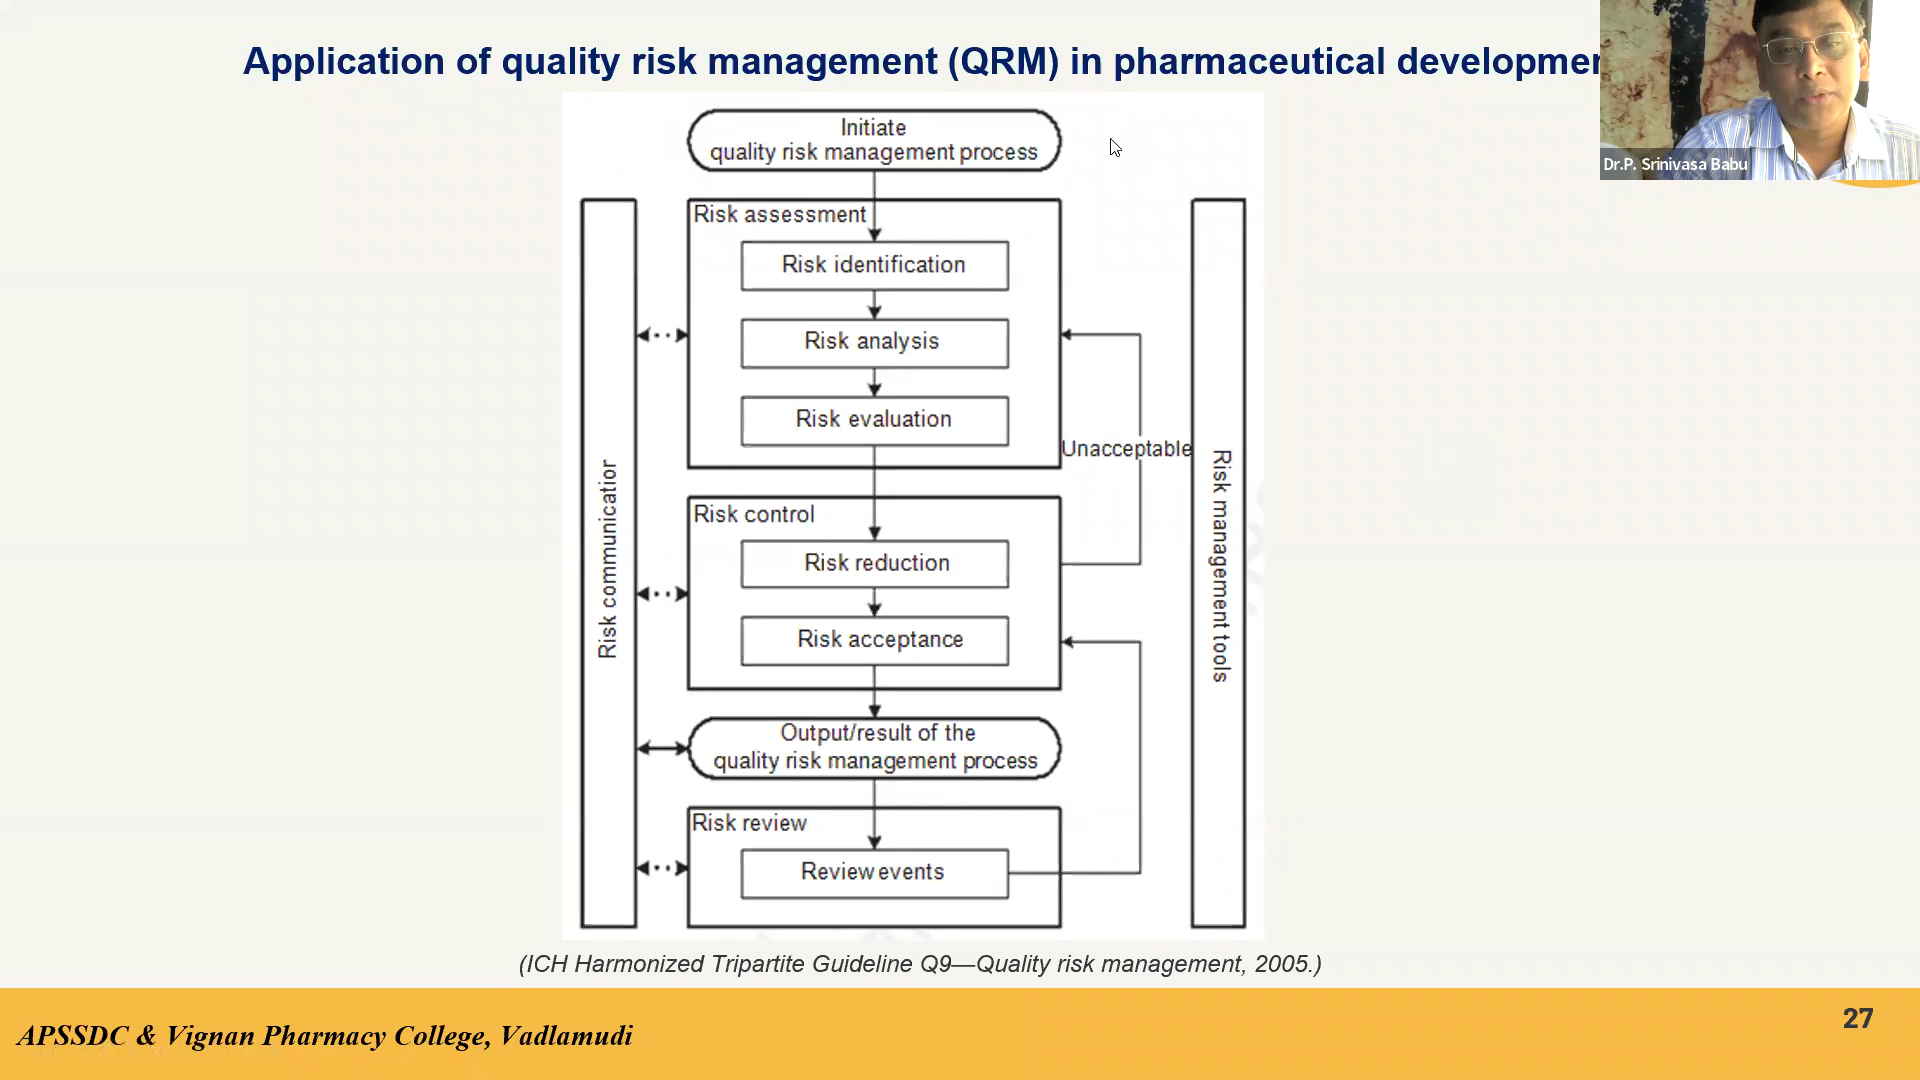 Application of quality risk management (QRM) in pharmaceutical developmen
Dr.P. Srinivasa Babu
Initiate
quality risk management process
Risk assessment
Risk identification
Risk analysis
Risk evaluation
Unacceptable
Risk communication
Risk management tools
Risk control
Risk reduction
Risk acceptance
Output/result of the
quality risk management process
Risk review
Review events
(ICH Harmonized Tripartite Guideline Q9—Quality risk management, 2005.)
APSSDC & Vignan Pharmacy College, Vadlamudi
27